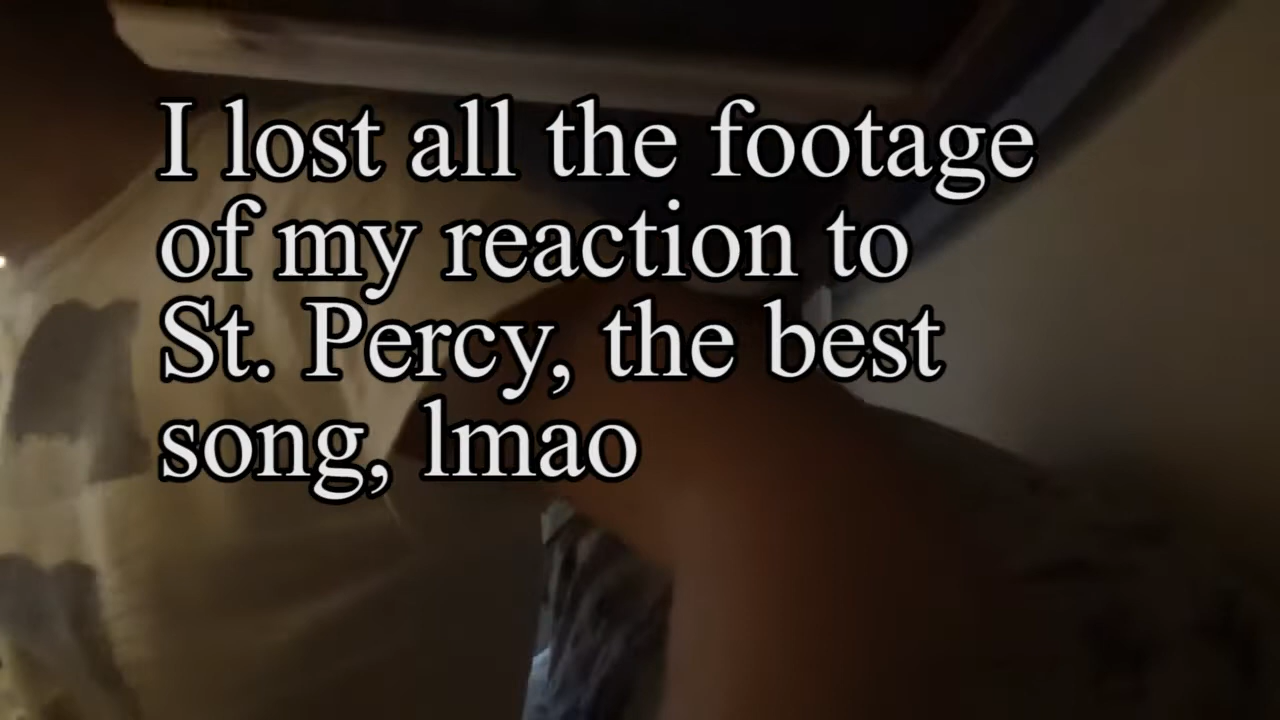 I lost all the footage
of my reaction to
St. Percy, the best
song, lmao